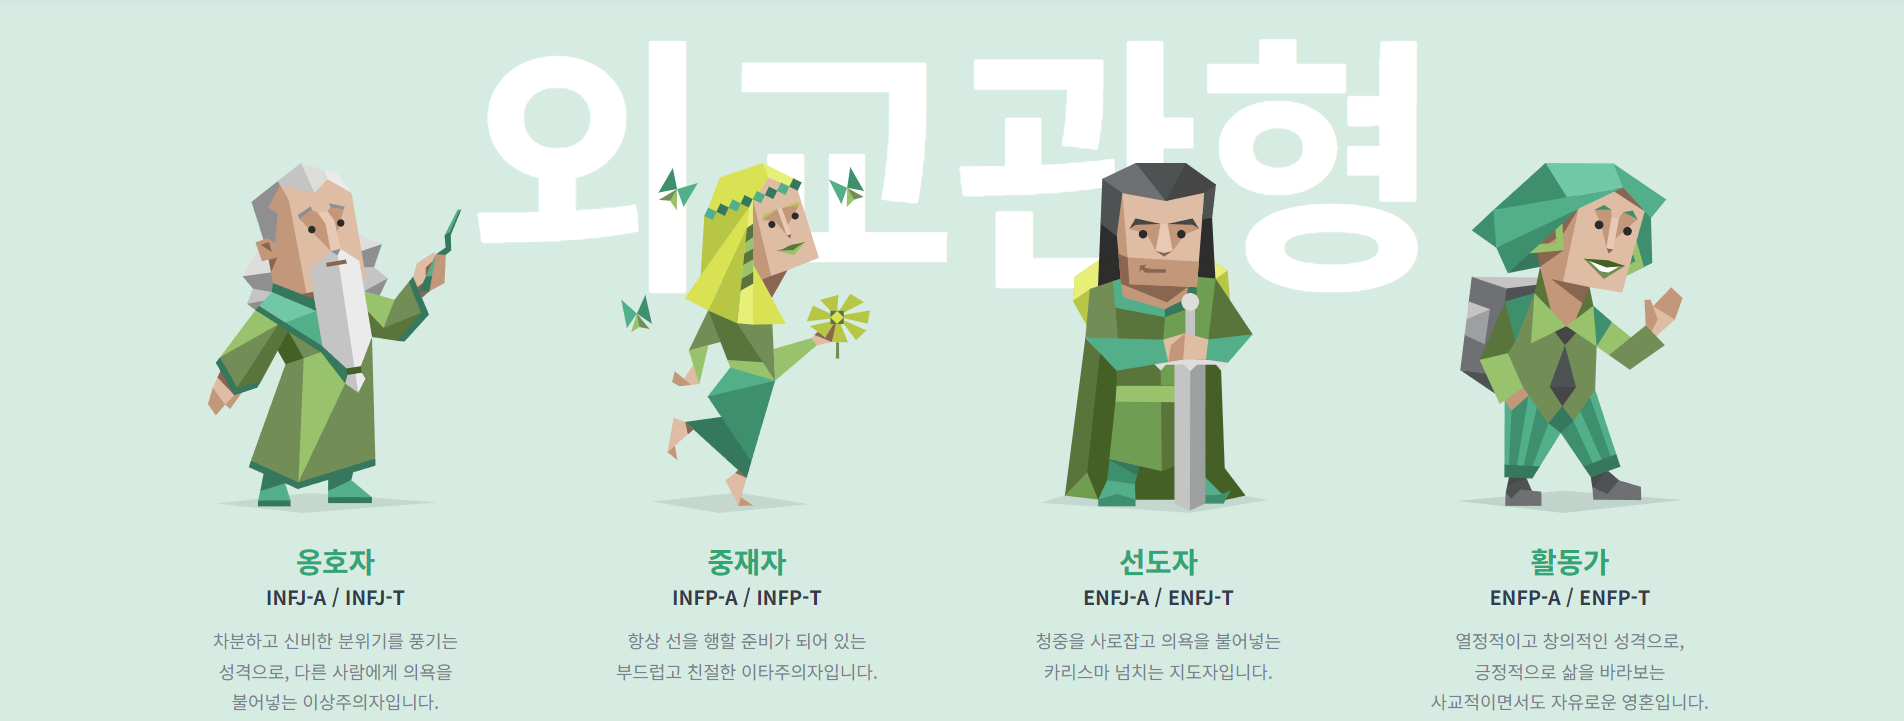 외교관형
옹호자
INFJ-A / INFJ-T
차분하고 신비한 분위기를 풍기는
성격으로, 다른 사람에게 의욕을
불어넣는 이상주의자입니다.
중재자
INFP-A / INFP-T
항상 선을 행할 준비가 되어 있는
부드럽고 친절한 이타주의자입니다.
선도자
ENFJ-A / ENFJ-T
청중을 사로잡고 의욕을 불어넣는
카리스마 넘치는 지도자입니다.
활동가
ENFP-A / ENFP-T
열정적이고 창의적인 성격으로,
긍정적으로 삶을 바라보는
사교적이면서도 자유로운 영혼입니다.